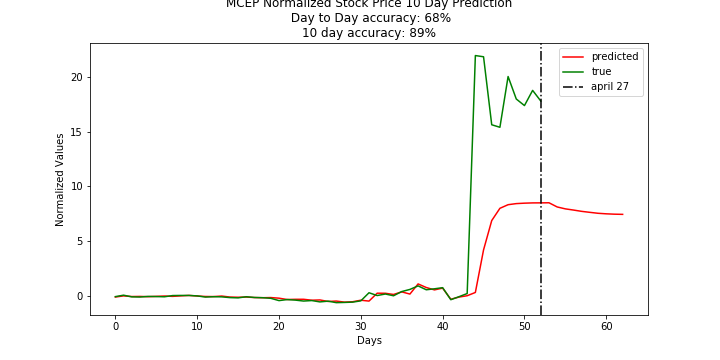 MCEP Normalized Stock Price 10 Day Prediction
Day to Day accuracy: 68%
10 day accuracy: 89%
predicted
true
april 27
20
15
10
5
0
Normalized Values
0 10 20 30 40 50 60
Days